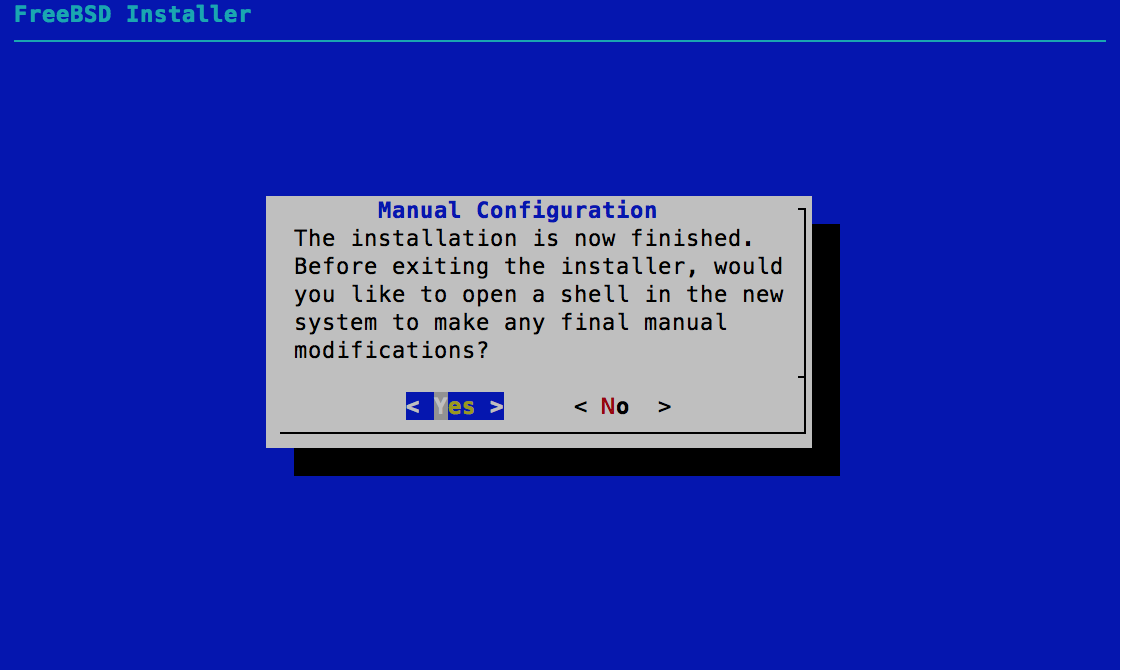 FreeBSD Installer
Manual Configuration
The installation is now finished.
Before exiting the installer, would
you like to open a shell in the new
system to make any final manual
modifications?
< Yes > < No >